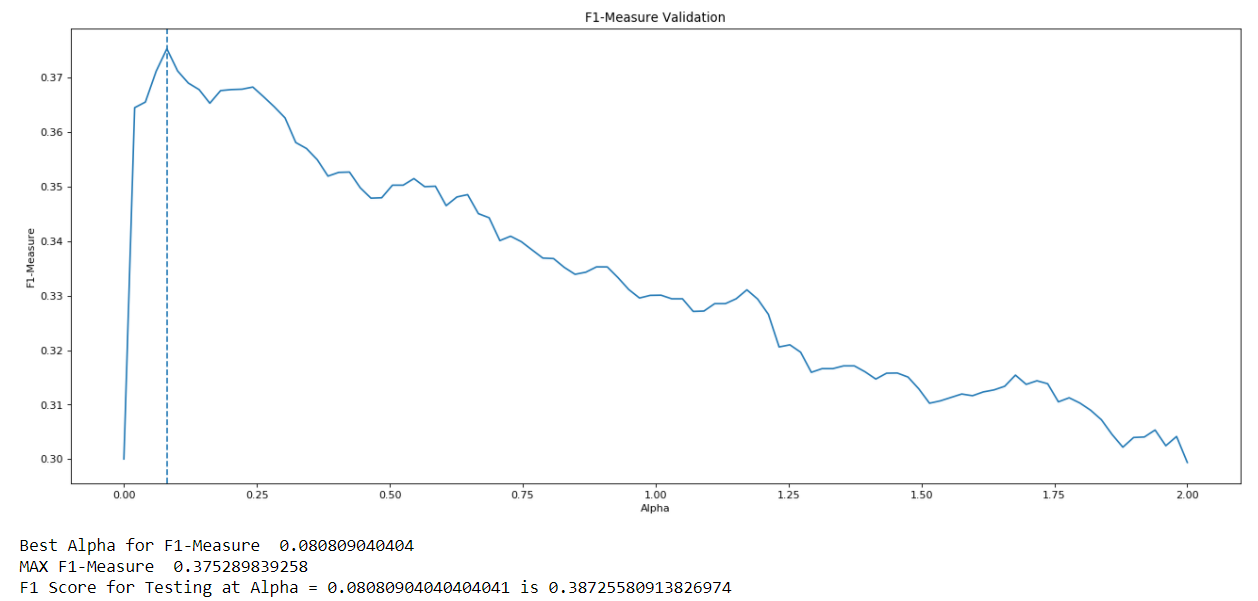 F1-Measure Validation
0.37
0.36
0.35
0.34
0.33
0.32
0.31
0.30
F1-Measure
0.00 0.25 0.50 0.75 1.00 1.25 1.50 1.75 2.00
Alpha
Best Alpha for F1-Measure  0.080809040404
MAX F1-Measure  0.375289839258
F1 Score for Testing at Alpha = 0.08080904040404041 is 0.38725580913826974